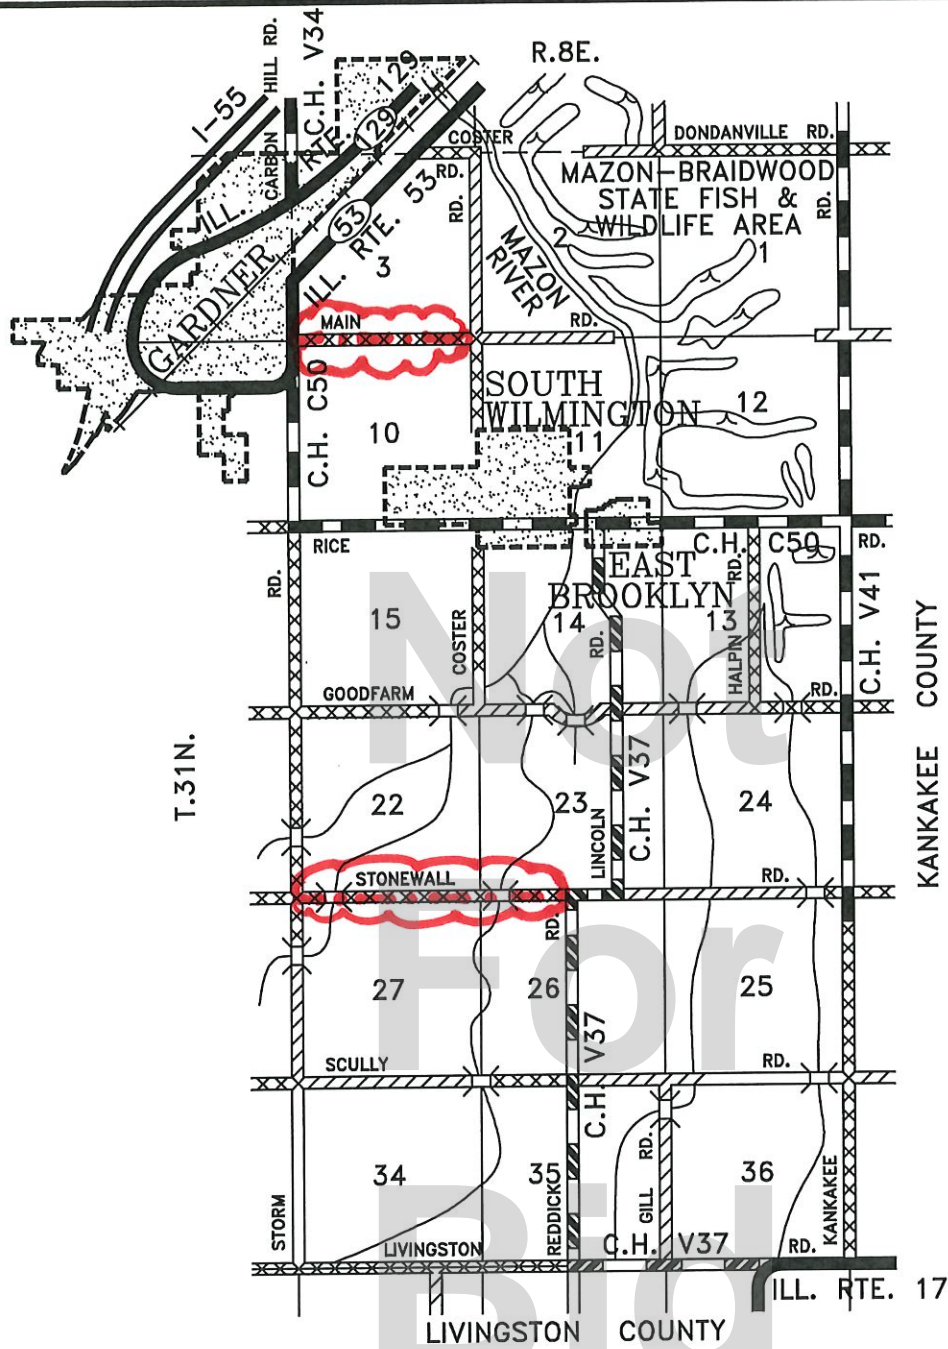 R.8E.
I-55
CARBON HILL RD.
C.H. V34
ILL. RTE. 129
129
COSTER RD.
RD.
DONDANVILLE RD.
MAZON-BRAIDWOOD
STATE FISH &
WILDLIFE AREA
RD.
ILL. RTE. 53
53
GARDNER
3
2
1
MAZON
RIVER
MAIN
RD.
C.H. C50
SOUTH
WILMINGTON
10
11
12
RICE
C.H. C50
RD.
RD.
EAST
BROOKLYN
15
14
13
COSTER
RD.
HALPIN RD.
C.H. V41
KANKAKEE COUNTY
GOODFARM
RD.
T.31N.
22
23
24
LINCOLN
C.H. V37
STONEWALL
RD.
RD.
27
26
25
C.H. V37
SCULLY
RD.
34
35
36
STORM
REDDICK
GILL RD.
KANKAKEE
LIVINGSTON
C.H. V37
RD.
ILL. RTE. 17
LIVINGSTON COUNTY
Not
For
Bid